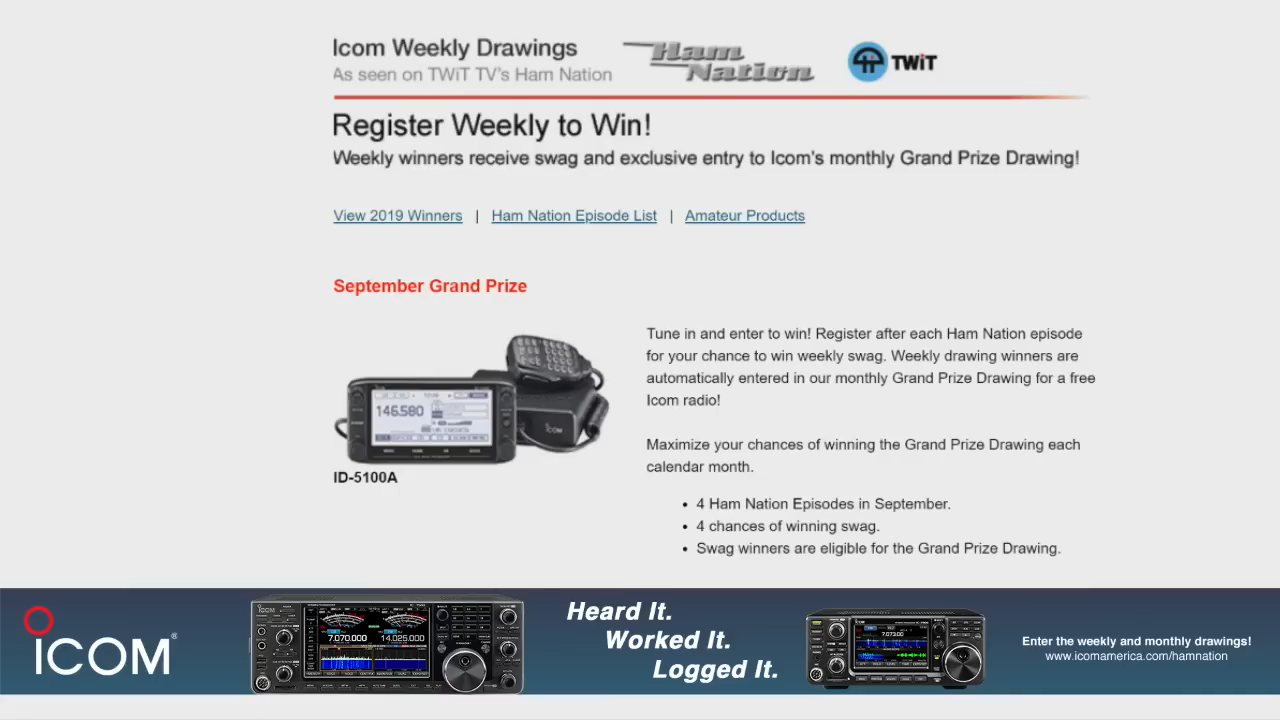 Icom Weekly Drawings
As seen on TWiT TV's Ham Nation
Ham Nation
TWiT
Register Weekly to Win!
Weekly winners receive swag and exclusive entry to Icom's monthly Grand Prize Drawing!
View 2019 Winners | Ham Nation Episode List | Amateur Products
September Grand Prize
Tune in and enter to win! Register after each Ham Nation episode
for your chance to win weekly swag. Weekly drawing winners are
automatically entered in our monthly Grand Prize Drawing for a free
Icom radio!
146.580
ICOM
ID-5100A
Maximize your chances of winning the Grand Prize Drawing each
calendar month.
• 4 Ham Nation Episodes in September.
• 4 chances of winning swag.
• Swag winners are eligible for the Grand Prize Drawing.
ICOM®
ICOM
7.070.000 14.025.000
Heard It.
Worked It.
Logged It.
ICOM
7.073.00
Enter the weekly and monthly drawings!
www.icomamerica.com/hamnation